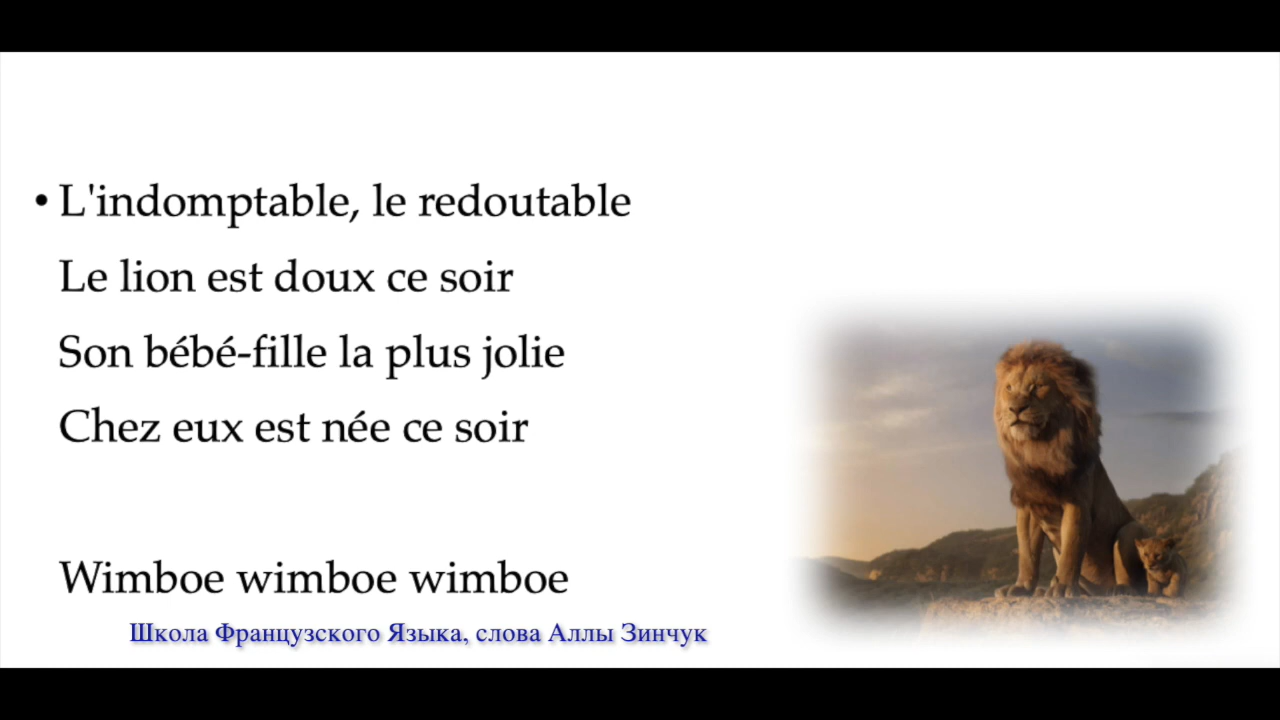 • L'indomptable, le redoutable
Le lion est doux ce soir
Son bébé-fille la plus jolie
Chez eux est née ce soir
Wimboe wimboe wimboe
Школа Французского Языка, слова Аллы Зинчук